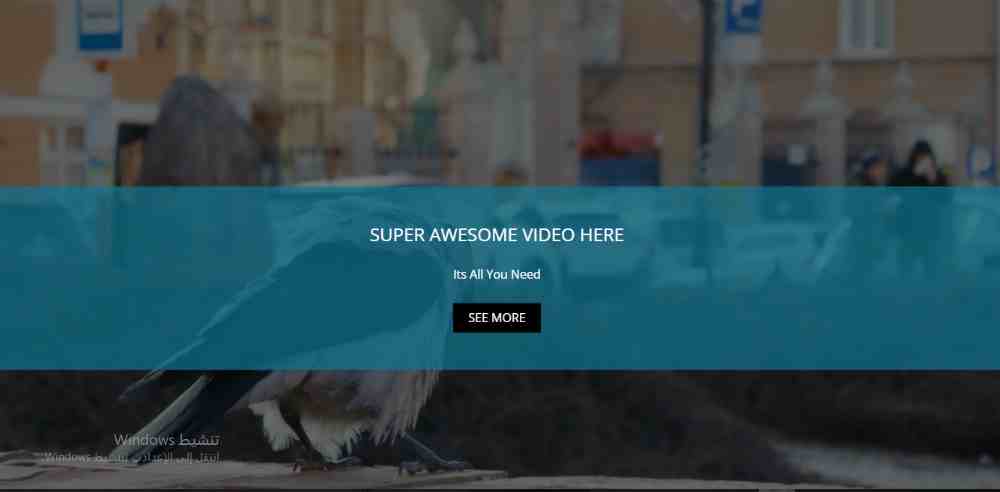 SUPER AWESOME VIDEO HERE
Its All You Need
SEE MORE
تنشيط Windows
انتقل إلى الإعدادات لتنشيط Windows.